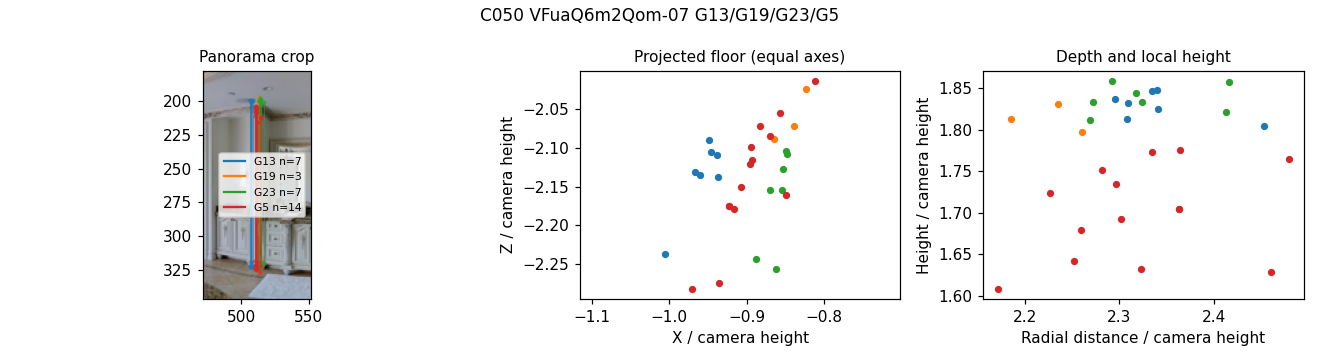 C050 VFuaQ6m2Qom-07 G13/G19/G23/G5
Panorama crop
200
225
250
275
300
325
500
550
G13 n=7
G19 n=3
G23 n=7
G5 n=14
Projected floor (equal axes)
Z / camera height
−2.05
−2.10
−2.15
−2.20
−2.25
−1.1
−1.0
−0.9
−0.8
X / camera height
Depth and local height
Height / camera height
1.85
1.80
1.75
1.70
1.65
1.60
2.2
2.3
2.4
Radial distance / camera height